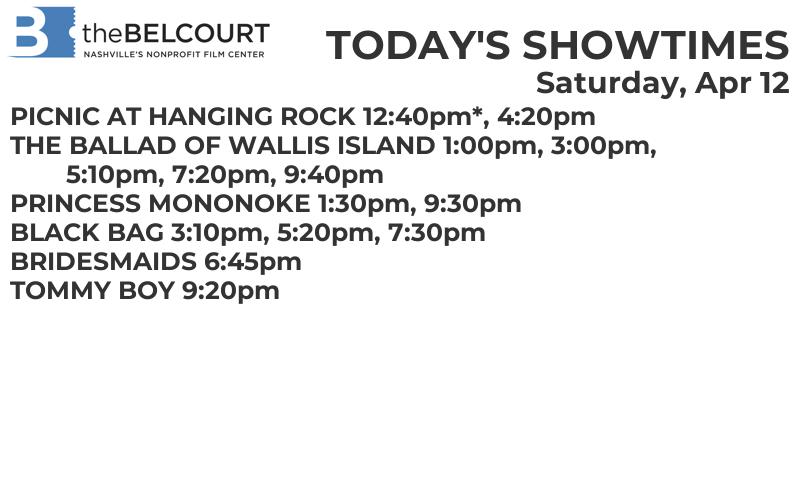 B theBELCOURT
NASHVILLE'S NONPROFIT FILM CENTER
TODAY'S SHOWTIMES
Saturday, Apr 12
PICNIC AT HANGING ROCK 12:40pm*, 4:20pm
THE BALLAD OF WALLIS ISLAND 1:00pm, 3:00pm,
5:10pm, 7:20pm, 9:40pm
PRINCESS MONONOKE 1:30pm, 9:30pm
BLACK BAG 3:10pm, 5:20pm, 7:30pm
BRIDESMAIDS 6:45pm
TOMMY BOY 9:20pm